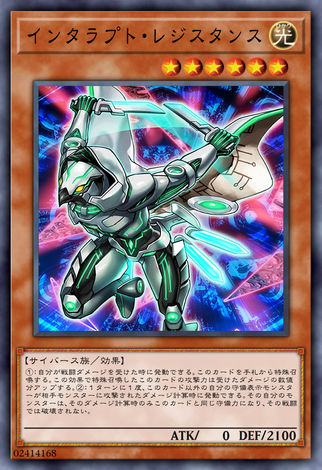 インタラプト・レジスタンス
光
【サイバース族／効果】
①：自分が戦闘ダメージを受けた時に発動できる。このカードを手札から特殊召
喚する。この効果で特殊召喚したこのカードの攻撃力は受けたダメージの数値
分アップする。②：１ターンに１度、このカード以外の自分の守備表示モンスタ
ーが相手モンスターに攻撃されたダメージ計算時に発動できる。その自分のモ
ンスターは、そのダメージ計算時のみこのカードと同じ守備力になり、その戦闘
では破壊されない。
ATK/ 0 DEF/2100
02414168